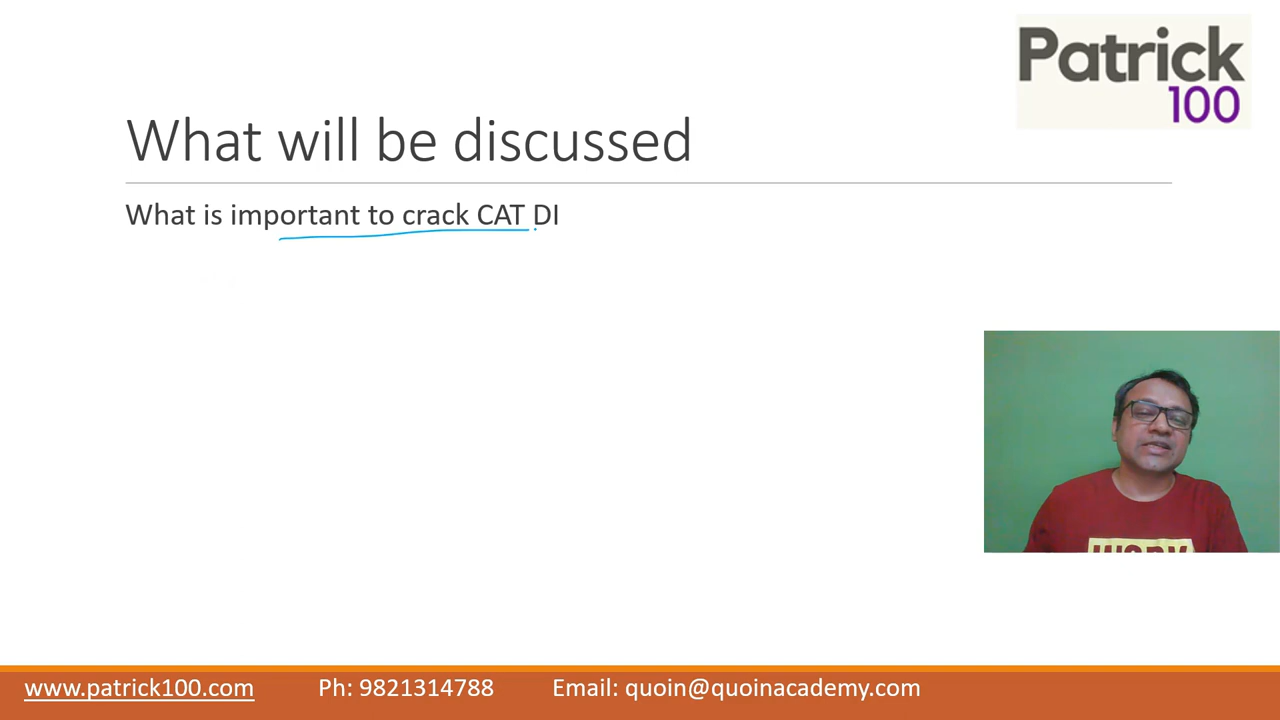 Patrick
100
What will be discussed
What is important to crack CAT DI
www.patrick100.com Ph: 9821314788 Email: quoin@quoinacademy.com